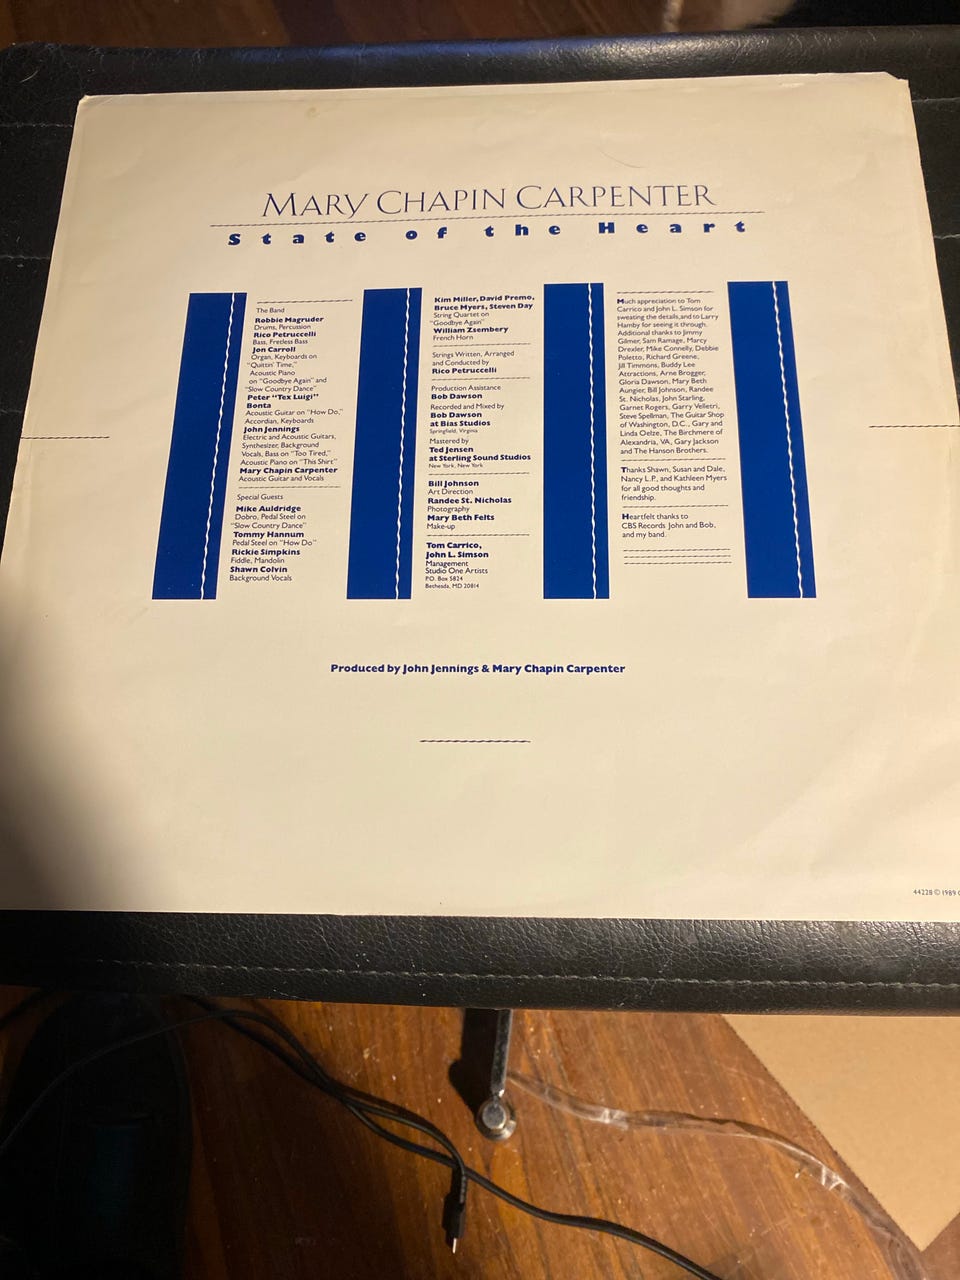 MARY CHAPIN CARPENTER
State of the Heart
The Band
Robbie Magruder
Drums, Percussion
Rico Petruccelli
Bass, Fretless Bass
Jon Carroll
Organ, Keyboards on
"Quittin' Time,"
Acoustic Piano
on "Goodbye Again" and
"Slow Country Dance"
Peter "Tex Luigi"
Bonta
Acoustic Guitar on "How Do,"
Accordian, Keyboards
John Jennings
Electric and Acoustic Guitars,
Synthesizer, Background
Vocals, Bass on "Too Tired,"
Acoustic Piano on "This Shirt"
Mary Chapin Carpenter
Acoustic Guitar and Vocals
Special Guests
Mike Auldridge
Dobro, Pedal Steel on
"Slow Country Dance"
Tommy Hannum
Pedal Steel on "How Do"
Rickie Simpkins
Fiddle, Mandolin
Shawn Colvin
Background Vocals
Kim Miller, David Premo,
Bruce Myers, Steven Day
String Quartet on
"Goodbye Again"
William Zsembery
French Horn
Strings Written, Arranged
and Conducted by
Rico Petruccelli
Production Assistance
Bob Dawson
Recorded and Mixed by
Bob Dawson
at Bias Studios
Springfield, Virginia
Mastered by
Ted Jensen
at Sterling Sound Studios
New York, New York
Bill Johnson
Art Direction
Randee St. Nicholas
Photography
Mary Beth Felts
Make-up
Tom Carrico,
John L. Simson
Management
Studio One Artists
P.O. Box 5824
Bethesda, MD 20814
Much appreciation to Tom
Carrico and John L. Simson for
sweating the details,and to Larry
Hamby for seeing it through.
Additional thanks to Jimmy
Gilmer, Sam Ramage, Marcy
Drexler, Mike Connelly, Debbie
Poletto, Richard Greene,
Jill Timmons, Buddy Lee
Attractions, Arne Brogger,
Gloria Dawson, Mary Beth
Aungier, Bill Johnson, Randee
St. Nicholas, John Starling,
Garnet Rogers, Garry Velletri,
Steve Spellman, The Guitar Shop
of Washington, D.C., Gary and
Linda Oelze, The Birchmere of
Alexandria, VA, Gary Jackson
and The Hanson Brothers.
Thanks Shawn, Susan and Dale,
Nancy L.P., and Kathleen Myers
for all good thoughts and
friendship.
Heartfelt thanks to
CBS Records John and Bob,
and my band.
Produced by John Jennings & Mary Chapin Carpenter
44228 © 1989